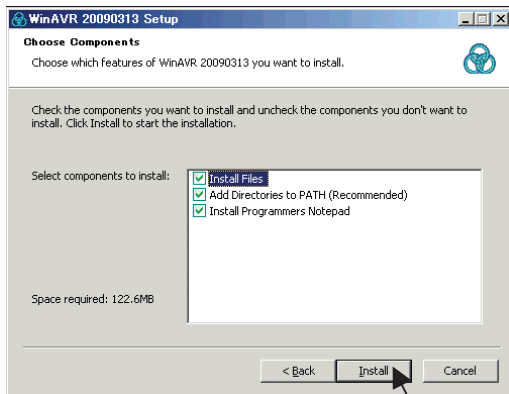 WinAVR 20090313 Setup
Choose Components
Choose which features of WinAVR 20090313 you want to install.
Check the components you want to install and uncheck the components you don't want to
install. Click Install to start the installation.
Select components to install:
Install Files
Add Directories to PATH (Recommended)
Install Programmers Notepad
Space required: 122.6MB
< Back
Install
Cancel